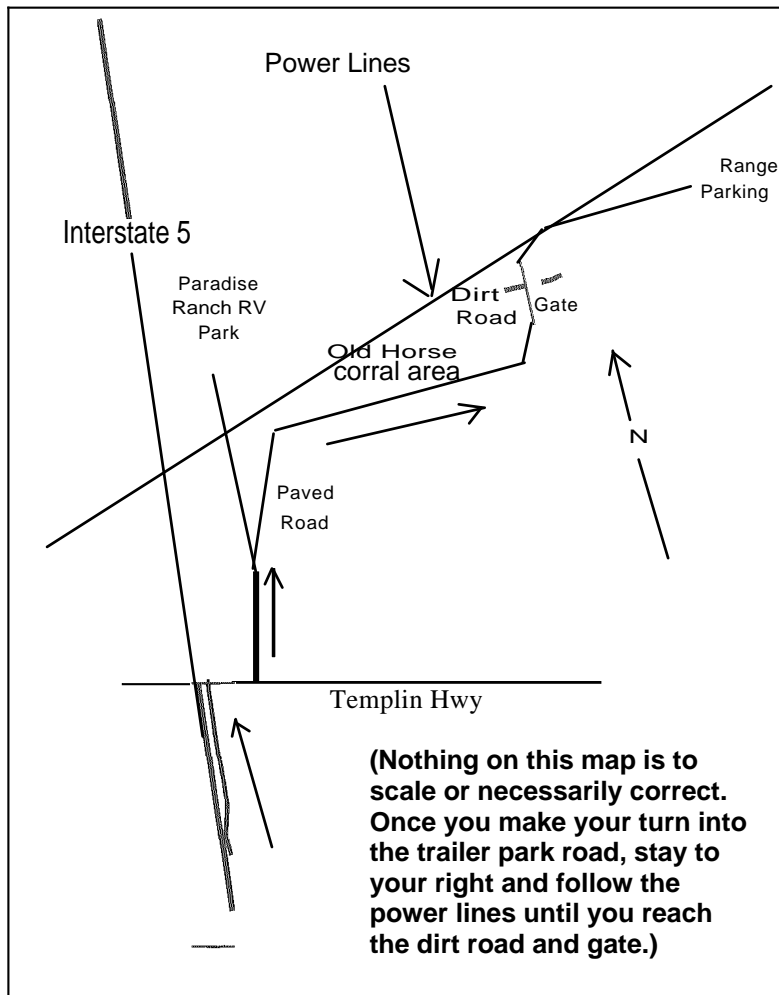 Power Lines
Range
Parking
Interstate 5
Paradise
Ranch RV
Park
Dirt
Road
Gate
Old Horse
corral area
N
Paved
Road
Templin Hwy
(Nothing on this map is to
scale or necessarily correct.
Once you make your turn into
the trailer park road, stay to
your right and follow the
power lines until you reach
the dirt road and gate.)